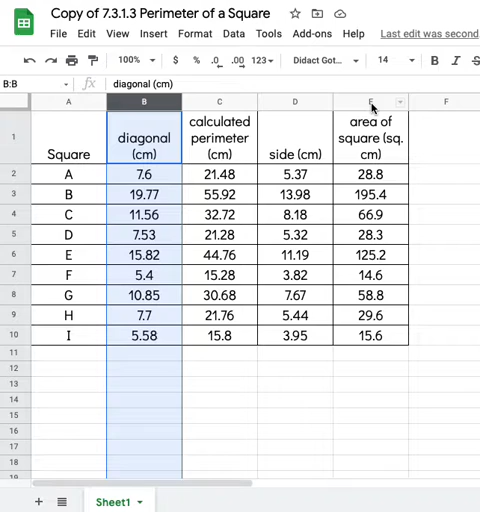 Copy of 7.3.1.3 Perimeter of a Square
File Edit View Insert Format Data Tools Add-ons Help Last edit was second
100% $ % .0 .00 123 Didact Got... 14 B I S
B:B fx diagonal (cm)
A B C D E F
1 Square diagonal (cm) calculated perimeter (cm) side (cm) area of square (sq. cm)
2 A 7.6 21.48 5.37 28.8
3 B 19.77 55.92 13.98 195.4
4 C 11.56 32.72 8.18 66.9
5 D 7.53 21.28 5.32 28.3
6 E 15.82 44.76 11.19 125.2
7 F 5.4 15.28 3.82 14.6
8 G 10.85 30.68 7.67 58.8
9 H 7.7 21.76 5.44 29.6
10 I 5.58 15.8 3.95 15.6
11
12
13
14
15
16
17
18
19
+ Sheet1